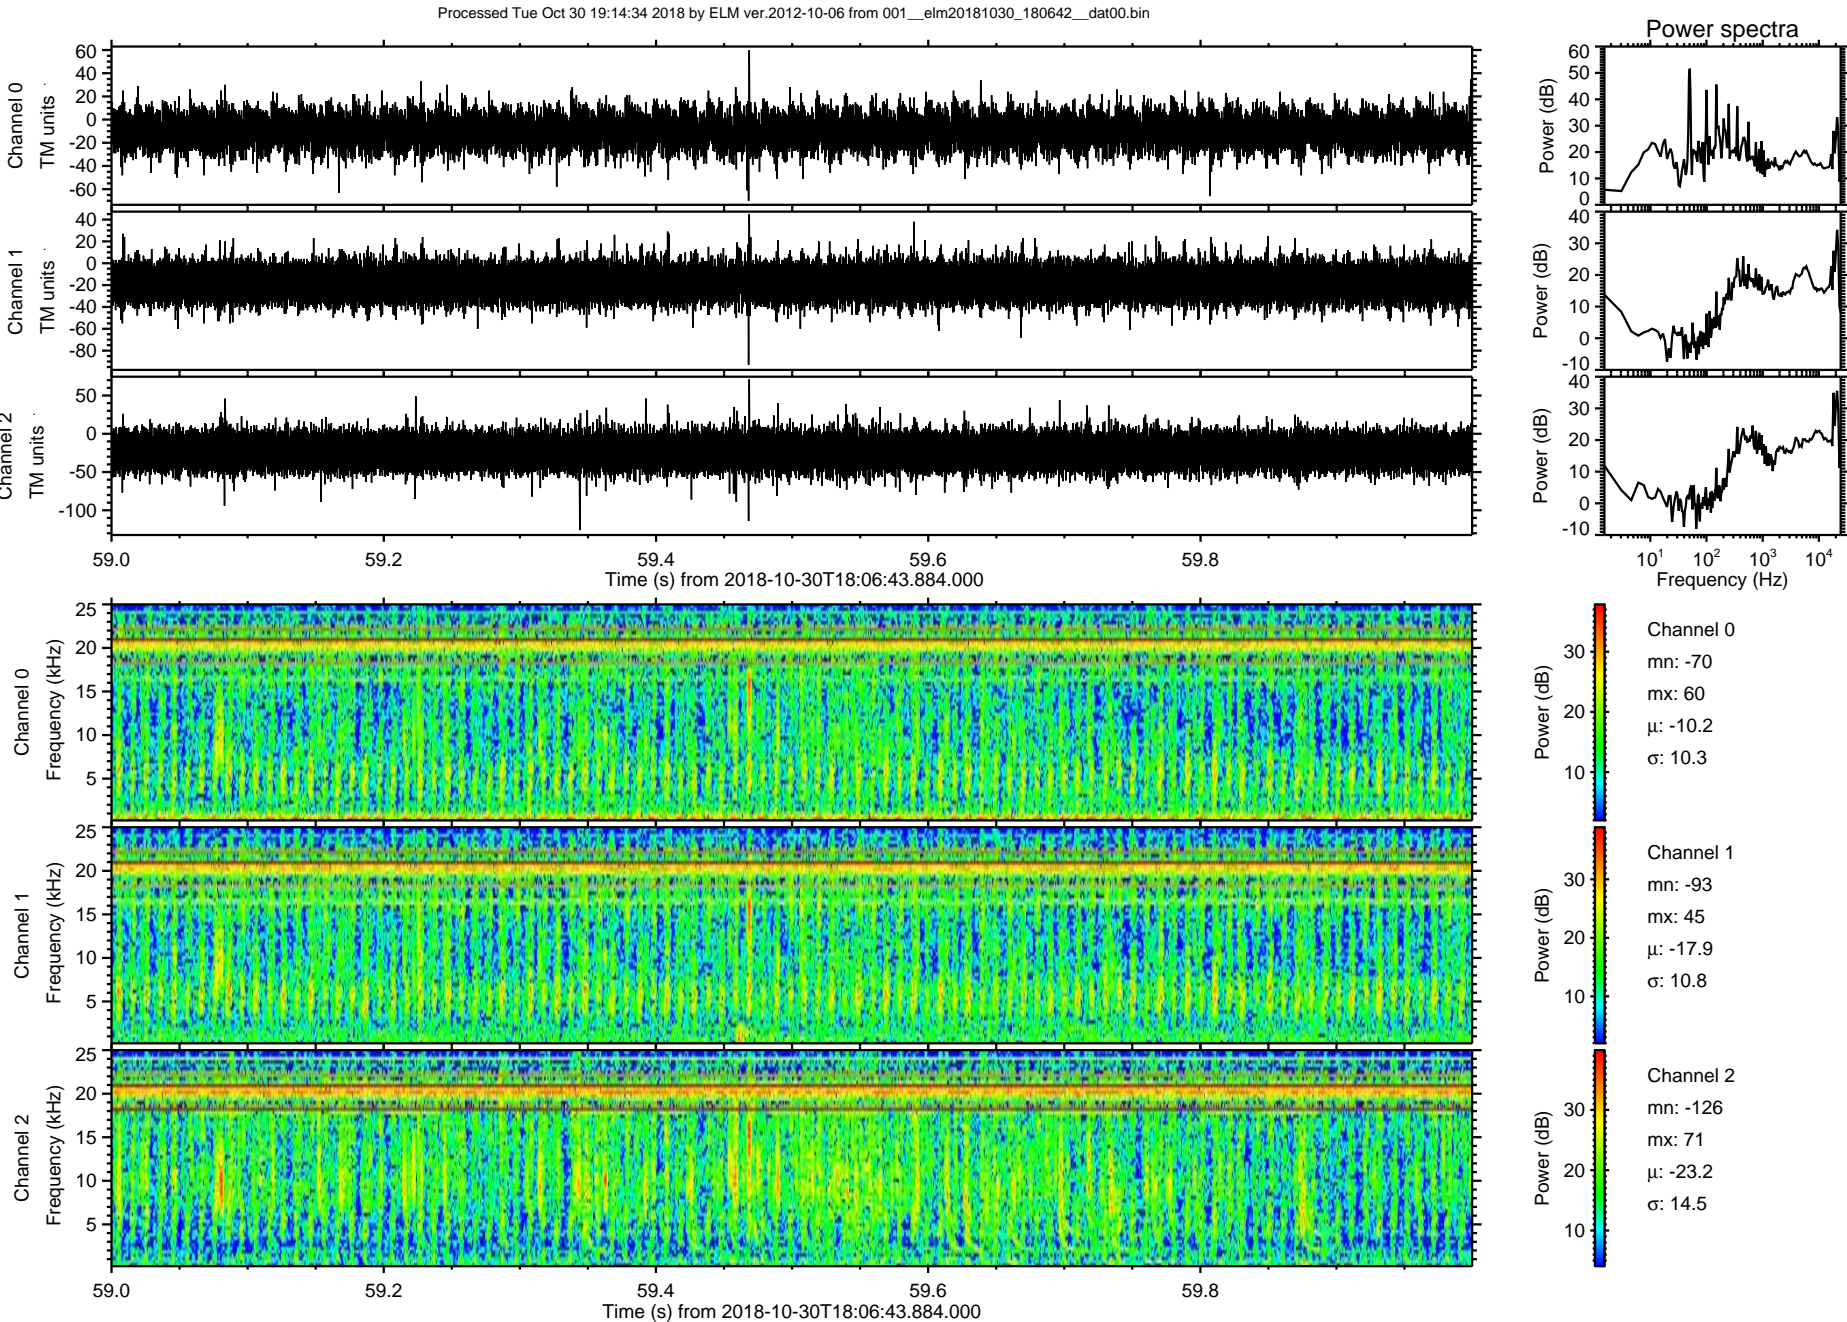 Processed Tue Oct 30 19:14:34 2018 by ELM ver.2012-10-06 from 001__elm20181030_180642__dat00.bin
Power spectra
Channel 0
TM units
60
40
20
0
-20
-40
-60
Power (dB)
60
50
40
30
20
10
0
Channel 1
TM units
40
20
0
-20
-40
-60
-80
Power (dB)
40
30
20
10
0
-10
Channel 2
TM units
50
0
-50
-100
Power (dB)
40
30
20
10
0
-10
59.0 59.2 59.4 59.6 59.8
Time (s) from 2018-10-30T18:06:43.884.000
10¹ 10² 10³ 10⁴
Frequency (Hz)
Channel 0
Frequency (kHz)
25
20
15
10
5
Power (dB)
30
20
10
Channel 0
mn: -70
mx: 60
µ: -10.2
σ: 10.3
Channel 1
Frequency (kHz)
25
20
15
10
5
Power (dB)
30
20
10
Channel 1
mn: -93
mx: 45
µ: -17.9
σ: 10.8
Channel 2
Frequency (kHz)
25
20
15
10
5
Power (dB)
30
20
10
Channel 2
mn: -126
mx: 71
µ: -23.2
σ: 14.5
59.0 59.2 59.4 59.6 59.8
Time (s) from 2018-10-30T18:06:43.884.000